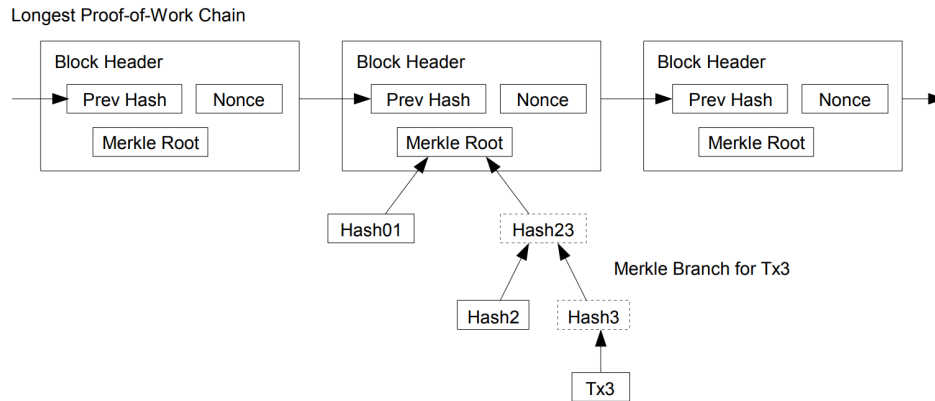 Longest Proof-of-Work Chain
Block Header
Prev Hash
Nonce
Merkle Root
Block Header
Prev Hash
Nonce
Merkle Root
Block Header
Prev Hash
Nonce
Merkle Root
Hash01
Hash23
Merkle Branch for Tx3
Hash2
Hash3
Tx3